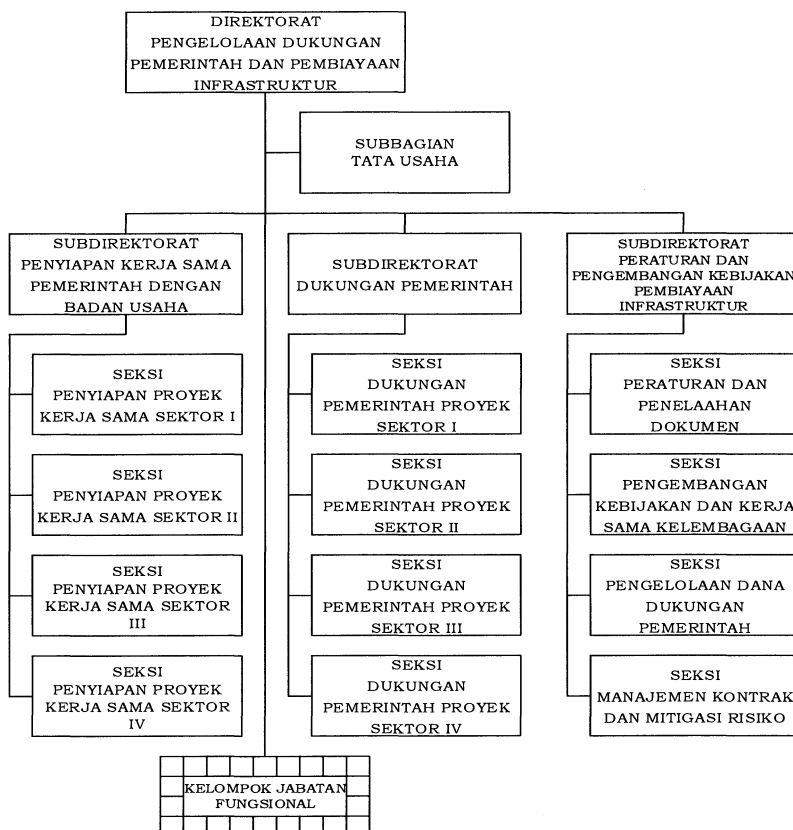 DIREKTORAT
PENGELOLAAN DUKUNGAN
PEMERINTAH DAN PEMBIAYAAN
INFRASTRUKTUR
SUBBAGIAN
TATA USAHA
SUBDIREKTORAT
PENYIAPAN KERJA SAMA
PEMERINTAH DENGAN
BADAN USAHA
SUBDIREKTORAT
DUKUNGAN PEMERINTAH
SUBDIREKTORAT
PERATURAN DAN
PENGEMBANGAN KEBIJAKAN
PEMBIAYAAN
INFRASTRUKTUR
SEKSI
PENYIAPAN PROYEK
KERJA SAMA SEKTOR I
SEKSI
DUKUNGAN
PEMERINTAH PROYEK
SEKTOR I
SEKSI
PERATURAN DAN
PENELAAHAN
DOKUMEN
SEKSI
PENYIAPAN PROYEK
KERJA SAMA SEKTOR II
SEKSI
DUKUNGAN
PEMERINTAH PROYEK
SEKTOR II
SEKSI
PENGEMBANGAN
KEBIJAKAN DAN KERJA
SAMA KELEMBAGAAN
SEKSI
PENYIAPAN PROYEK
KERJA SAMA SEKTOR
III
SEKSI
DUKUNGAN
PEMERINTAH PROYEK
SEKTOR III
SEKSI
PENGELOLAAN DANA
DUKUNGAN
PEMERINTAH
SEKSI
PENYIAPAN PROYEK
KERJA SAMA SEKTOR
IV
SEKSI
DUKUNGAN
PEMERINTAH PROYEK
SEKTOR IV
SEKSI
MANAJEMEN KONTRAK
DAN MITIGASI RISIKO
KELOMPOK JABATAN
FUNGSIONAL